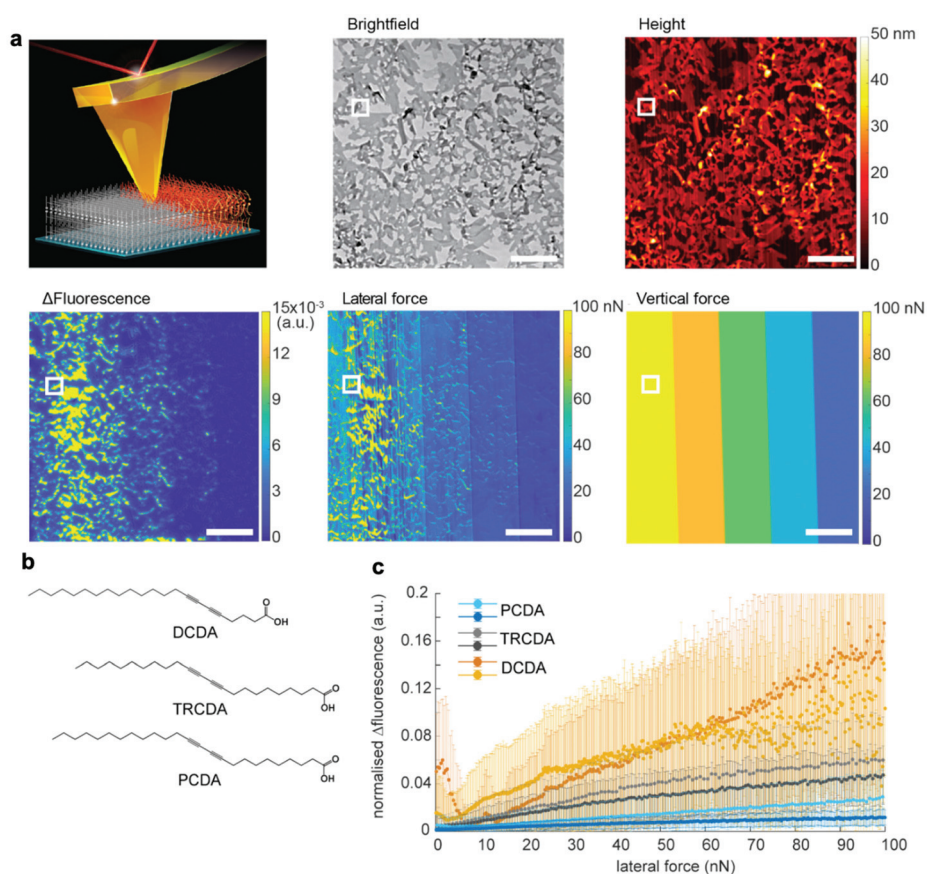 a
Brightfield
Height
50 nm
40
30
20
10
0
ΔFluorescence
15x10-3
(a.u.)
12
9
6
3
0
Lateral force
100 nN
80
60
40
20
0
Vertical force
100 nN
80
60
40
20
0
b
O
OH
DCDA
O
OH
TRCDA
O
OH
PCDA
c
normalised Δfluorescence (a.u.)
0.2
0.16
0.12
0.08
0.04
0
PCDA
TRCDA
DCDA
0 10 20 30 40 50 60 70 80 90 100
lateral force (nN)